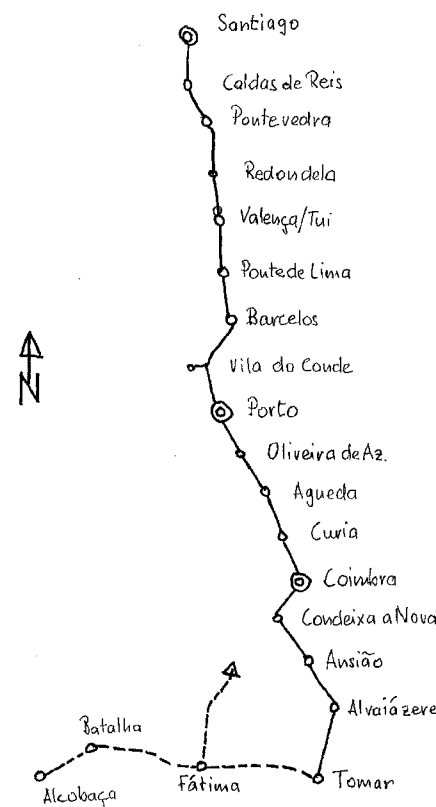 Santiago
Caldas de Reis
Pontevedra
Redondela
Valença/Tui
Ponte de Lima
Barcelos
Vila do Conde
N
Porto
Oliveira de Az.
Agueda
Curia
Coimbra
Condeixa a Nova
Ansião
Alvaiázere
Batalha
Alcobaça
Fátima
Tomar